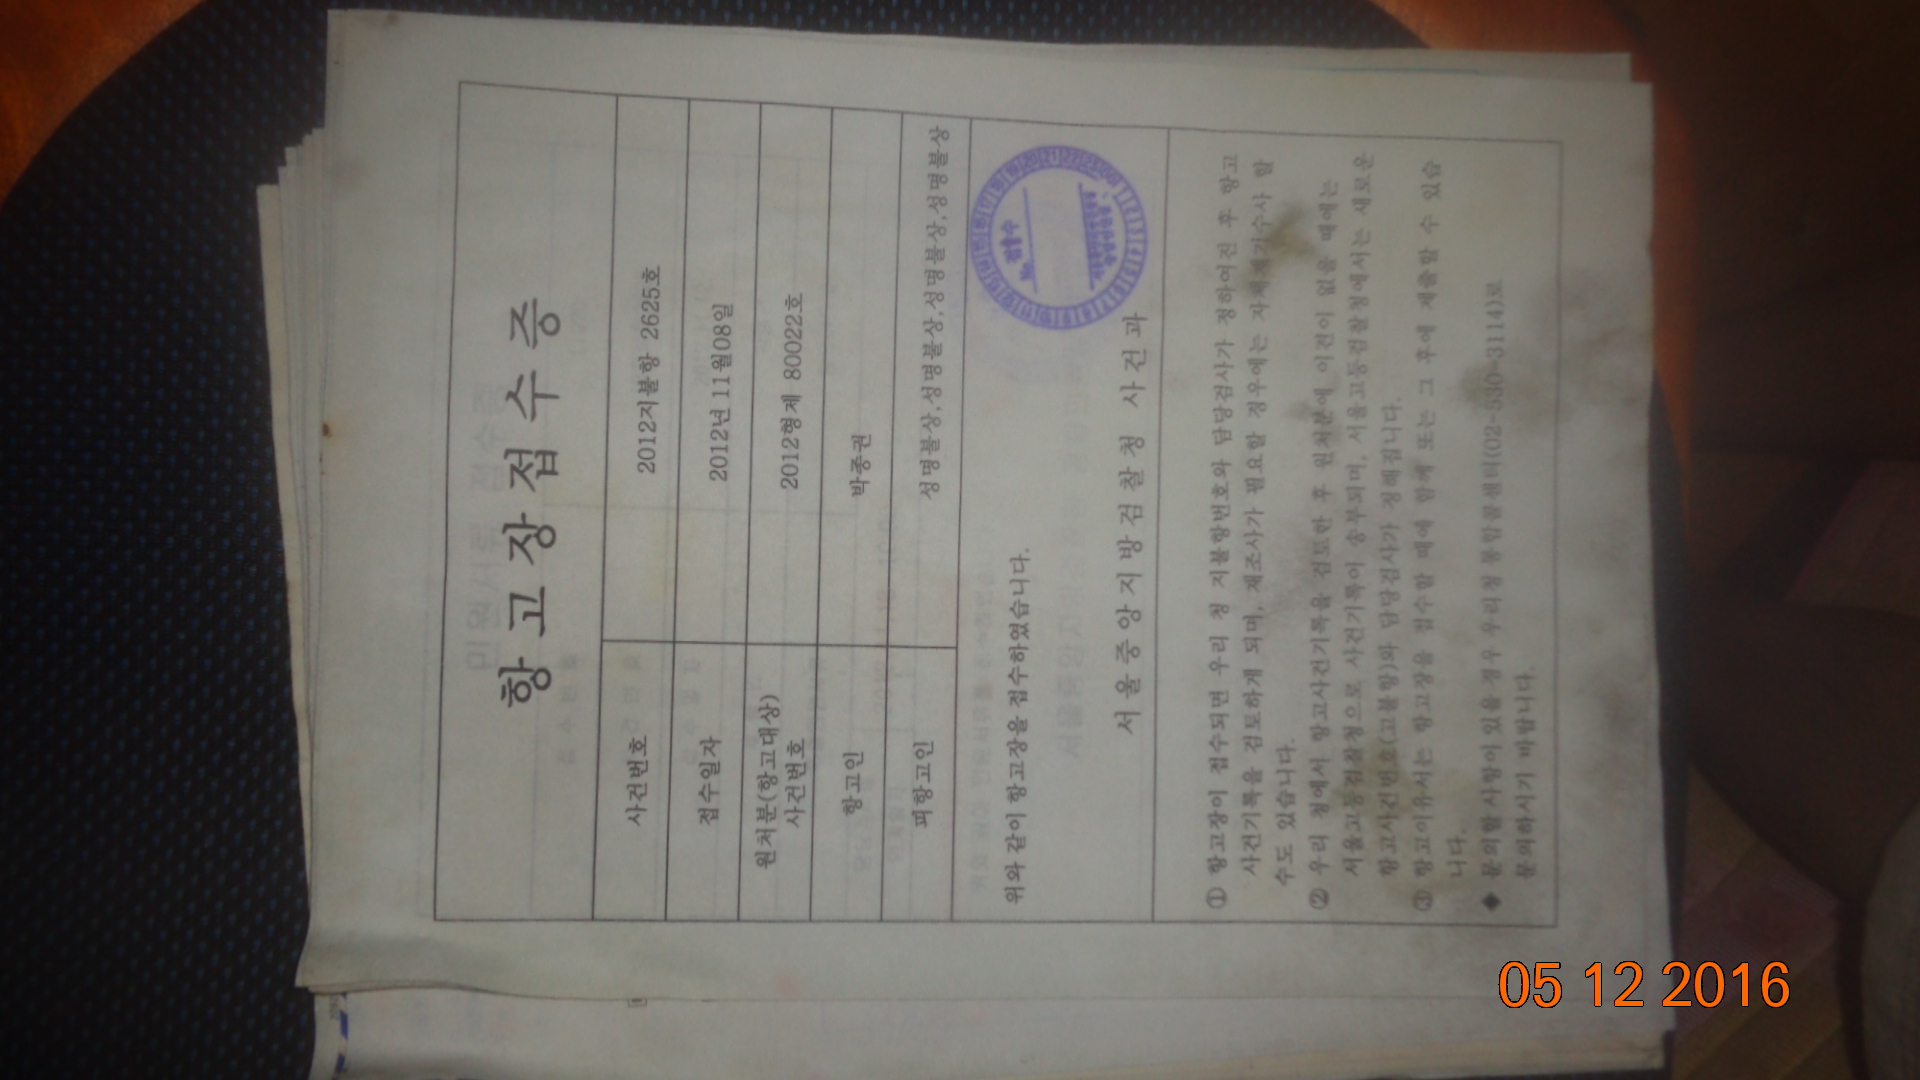 항 고 장 접 수 증
사건번호 2012지불항 2625호
접수일자 2012년 11월08일
원처분(항고대상)
사건번호 2012형제 80022호
항고인 박종권
피항고인 성명불상,성명불상,성명불상,성명불상,성명불상
위와 같이 항고장을 접수하였습니다.
서 울 중 앙 지 방 검 찰 청 사 건 과
① 항고장이 접수되면 우리 청 지불항번호와 담당검사가 정하여진 후 항고
사건기록을 검토하게 되며, 재조사가 필요할 경우에는 수사 할
수도 있습니다.
② 우리 청에서 항고사건기록을 검토한 후 원처분에 이견이 없을 때에는
서울고등검찰청으로 사건기록이 송부되며, 서울고등검찰청에서는 새로운
항고사건번호(고불항)와 담당검사가 정해집니다.
③ 항고이유서는 항고장을 접수할 때에 함께 또는 그 후에 제출할 수 있습
니다.
◆ 문의할사항이 있을 경우 우리청 통합콜센터(02-530-3114)로
문의하시기 바랍니다.
05 12 2016